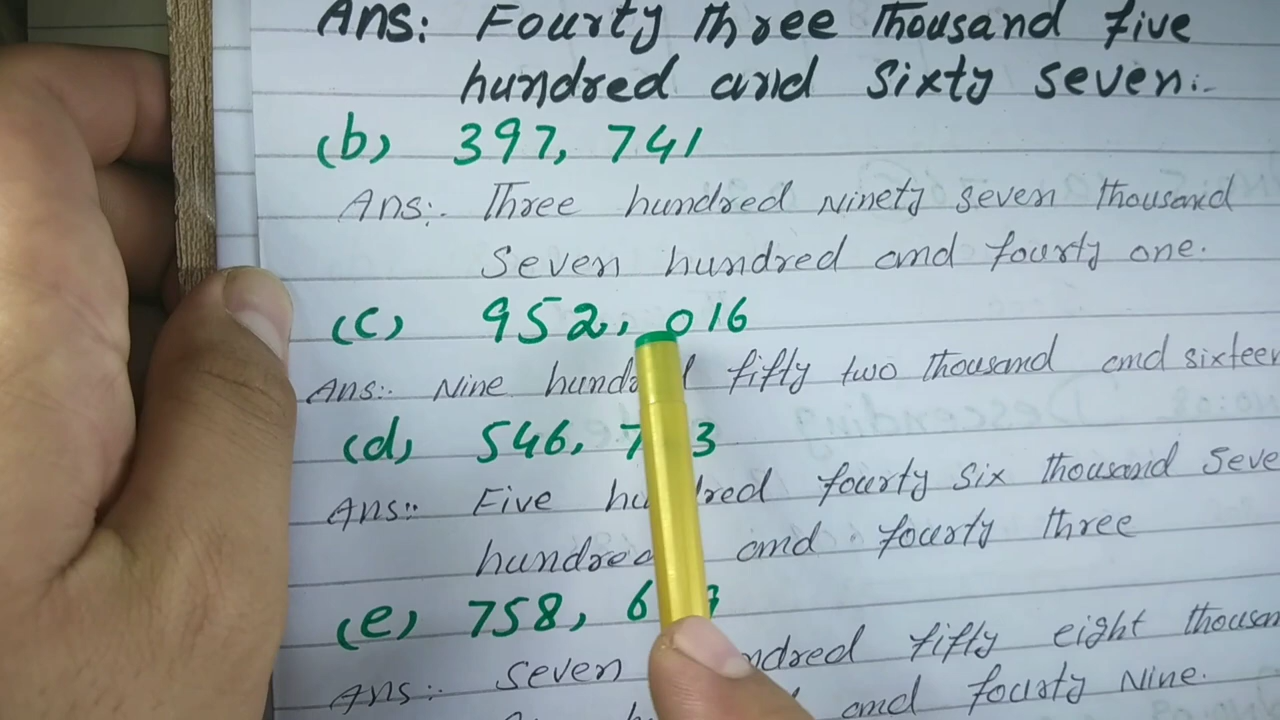 Ans: Fourty three thousand five
hundred and sixty seven:-
(b) 397, 741
Ans:. Three hundred Ninety seven thousand
Seven hundred and fourty one.
(c) 952, 016
Ans:. Nine fifty two thousand and sixteen
(d) 546,
Ans:. Five fourty six thousand Seve
hundred and fourty three
(e) 758,
Ans:. Seven fifty eight thousan
and fourty Nine.